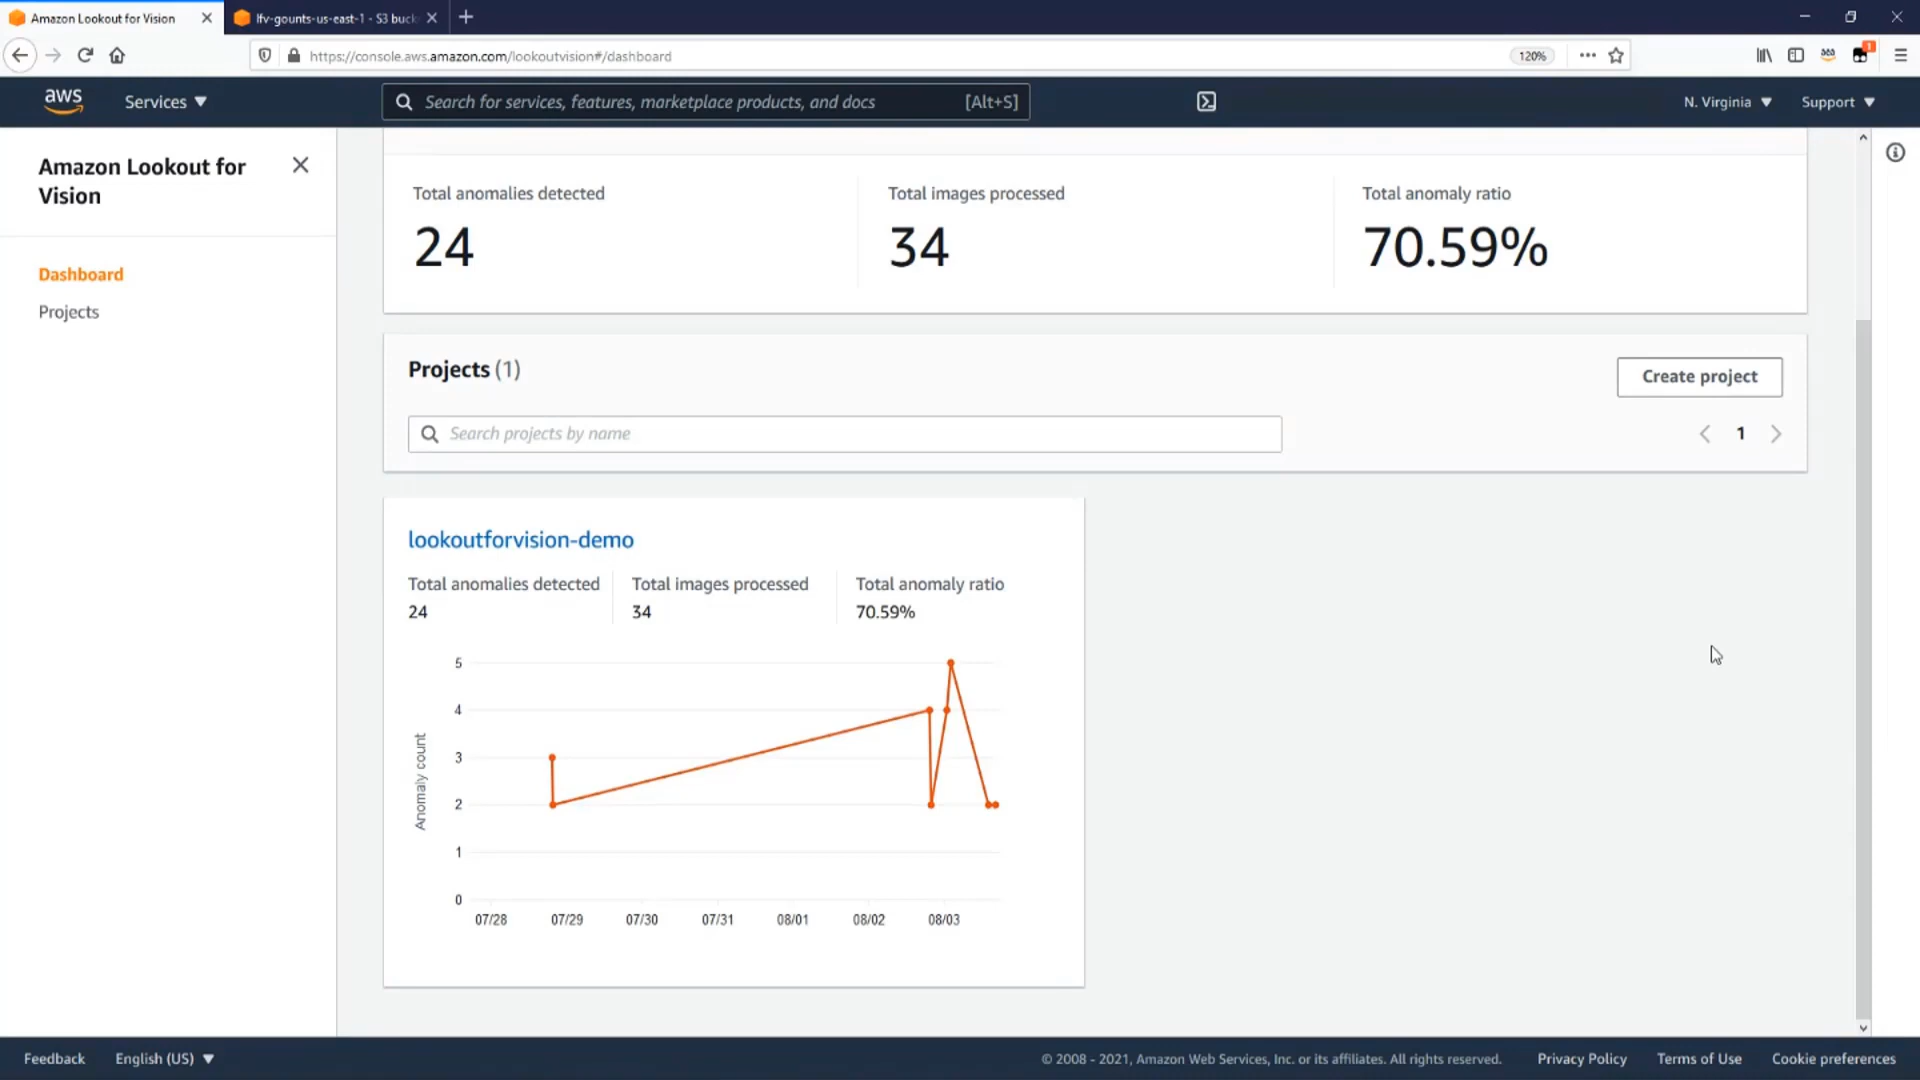 Amazon Lookout for Vision
lfv-gounts-us-east-1 - S3 buck
https://console.aws.amazon.com/lookoutvision#/dashboard
120%
1
aws
Services
Search for services, features, marketplace products, and docs
[Alt+S]
N. Virginia
Support
Amazon Lookout for
Vision
Dashboard
Projects
Total anomalies detected
24
Total images processed
34
Total anomaly ratio
70.59%
Projects (1)
Create project
Search projects by name
1
lookoutforvision-demo
Total anomalies detected
24
Total images processed
34
Total anomaly ratio
70.59%
Anomaly count
5
4
3
2
1
0
07/28
07/29
07/30
07/31
08/01
08/02
08/03
Feedback
English (US)
© 2008 - 2021, Amazon Web Services, Inc. or its affiliates. All rights reserved.
Privacy Policy
Terms of Use
Cookie preferences